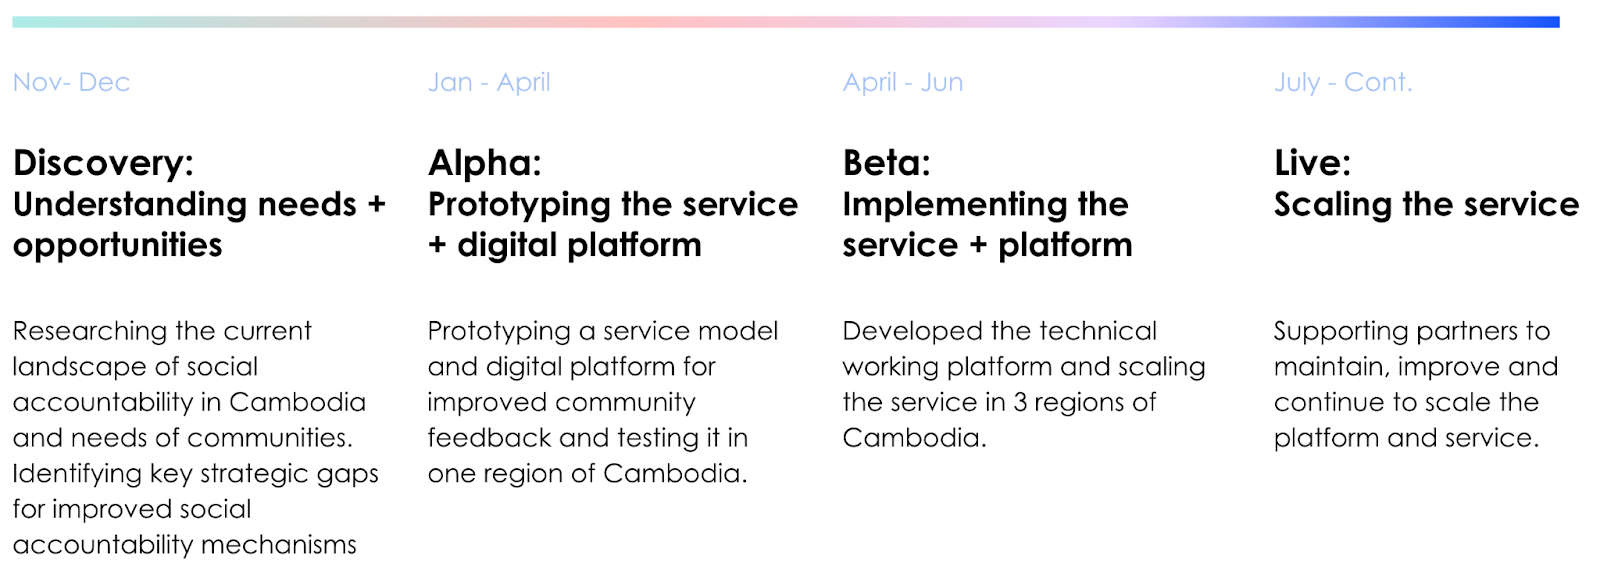 Nov- Dec
Discovery:
Understanding needs +
opportunities
Researching the current
landscape of social
accountability in Cambodia
and needs of communities.
Identifying key strategic gaps
for improved social
accountability mechanisms
Jan - April
Alpha:
Prototyping the service
+ digital platform
Prototyping a service model
and digital platform for
improved community
feedback and testing it in
one region of Cambodia.
April - Jun
Beta:
Implementing the
service + platform
Developed the technical
working platform and scaling
the service in 3 regions of
Cambodia.
July - Cont.
Live:
Scaling the service
Supporting partners to
maintain, improve and
continue to scale the
platform and service.